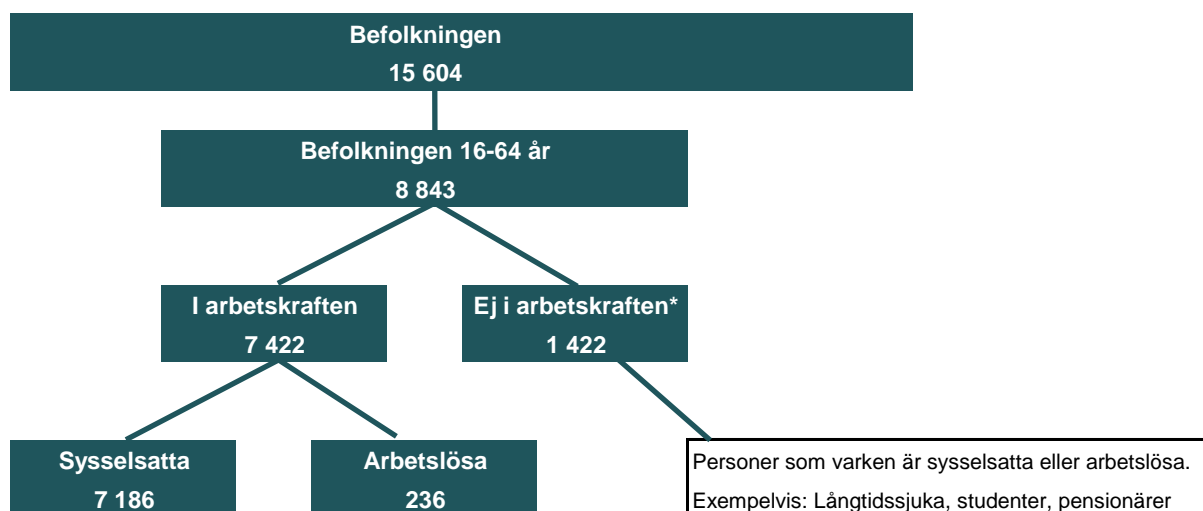 Befolkningen
15 604
Befolkningen 16-64 år
8 843
I arbetskraften
7 422
Ej i arbetskraften*
1 422
Sysselsatta
7 186
Arbetslösa
236
Personer som varken är sysselsatta eller arbetslösa.
Exempelvis: Långtidssjuka, studenter, pensionärer